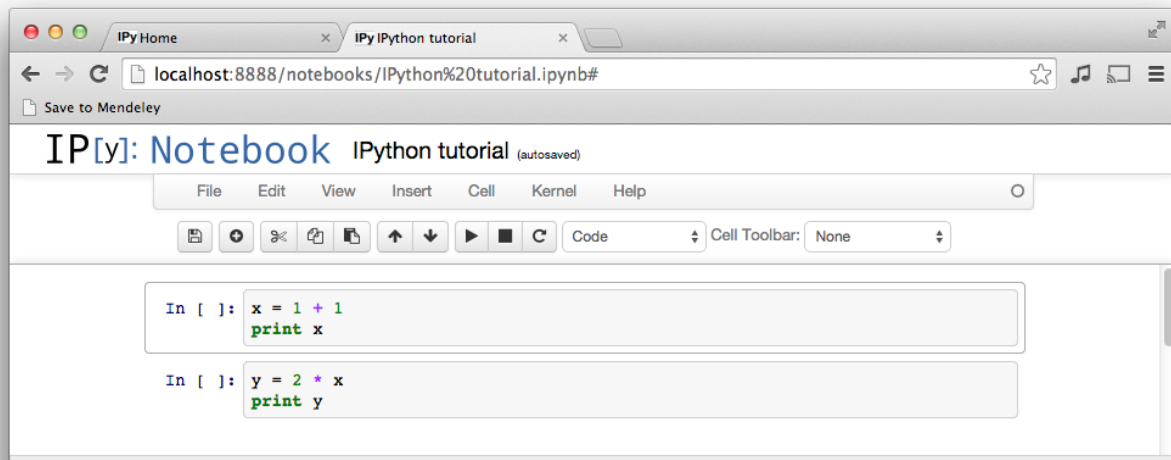 IPy Home IPy IPython tutorial
localhost:8888/notebooks/IPython%20tutorial.ipynb#
Save to Mendeley
IP[y]: Notebook IPython tutorial (autosaved)
File Edit View Insert Cell Kernel Help
Code Cell Toolbar: None
In [ ]: x = 1 + 1
print x
In [ ]: y = 2 * x
print y